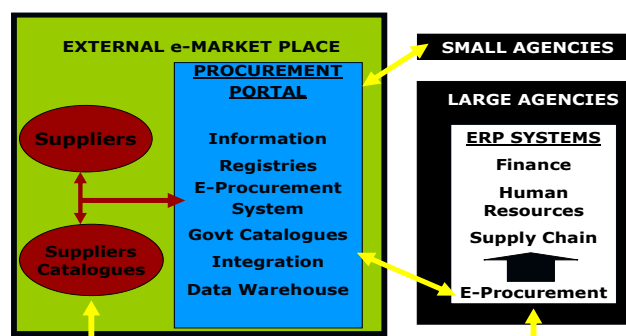 EXTERNAL e-MARKET PLACE
PROCUREMENT
PORTAL
Suppliers
Information
Registries
E-Procurement
System
Govt Catalogues
Integration
Data Warehouse
Suppliers
Catalogues
SMALL AGENCIES
LARGE AGENCIES
ERP SYSTEMS
Finance
Human
Resources
Supply Chain
E-Procurement